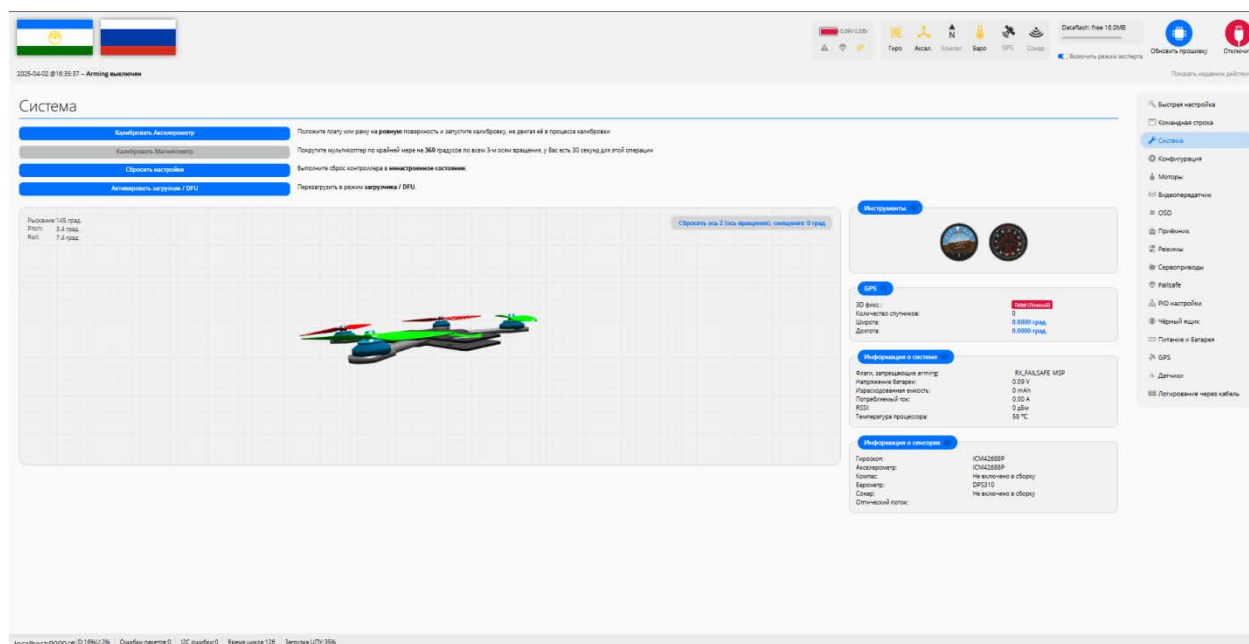 0.09V (USB)
Гиро Аксел. Компас Баро GPS Сонар
Dataflash: free 16.0MB
Включить режим эксперта
Обновить прошивку
2025-04-02 @16:35:37 -- Arming выключен
Показать недавние действ
Система
Калибровать Акселерометр
Положите плату или раму на ровную поверхность и запустите калибровку, не двигая её в процессе калибровки
Калибровать Магнитометр
Покрутите мультикоптер по крайней мере на 360 градусов по всем 3-м осям вращения, у Вас есть 30 секунд для этой операции
Сбросить настройки
Выполните сброс контроллера в ненастроенное состояние.
Активировать загрузчик / DFU
Перезагрузить в режим загрузчика / DFU.
Рыскание: 145 град.
Pitch: 3.4 град.
Roll: 7.4 град.
Сбросить ось Z (ось вращения), смещение: 0 град
Инструменты
GPS
3D фикс.:
Количество спутников: 0
Широта: 0.0000 град.
Долгота: 0.0000 град.
Информация о системе
Флаги, запрещающие arming: RX_FAILSAFE MSP
Напряжение батареи: 0.09 V
Израсходованная емкость: 0 mAh
Потребляемый ток: 0.00 A
RSSI: 0 дБм
Температура процессора: 58 °C
Информация о сенсорах
Гироскоп: ICM42688P
Акселерометр: ICM42688P
Компас: Не включено в сборку
Барометр: DPS310
Сонар: Не включено в сборку
Оптический поток:
Быстрая настройка
Командная строка
Система
Конфигурация
Моторы
Видеопередатчик
OSD
Приёмник
Режимы
Сервоприводы
Failsafe
PID настройки
Чёрный ящик
Питание и Батарея
GPS
Датчики
Логирование через кабель
Ошибки пакетов:0 I2C ошибки:0 Время цикла:126 Загрузка ЦПУ:35%